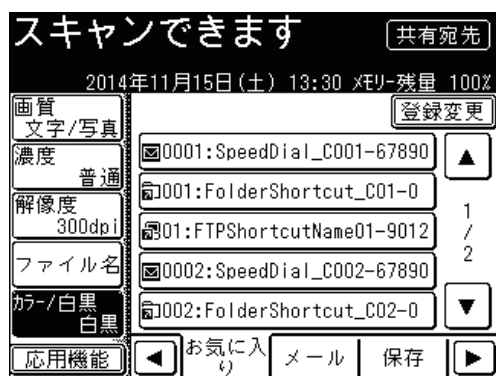 スキャンできます
共有宛先
2014年11月15日(土) 13:30 ﾒﾓﾘｰ残量 100%
画質
文字/写真
濃度
普通
解像度
300dpi
ファイル名
ｶﾗｰ/白黒
白黒
応用機能
登録変更
0001:SpeedDial_C001-67890
001:FolderShortcut_C01-0
01:FTPShortcutName01-9012
0002:SpeedDial_C002-67890
002:FolderShortcut_C02-0
1
/
2
お気に入
り
メール
保存